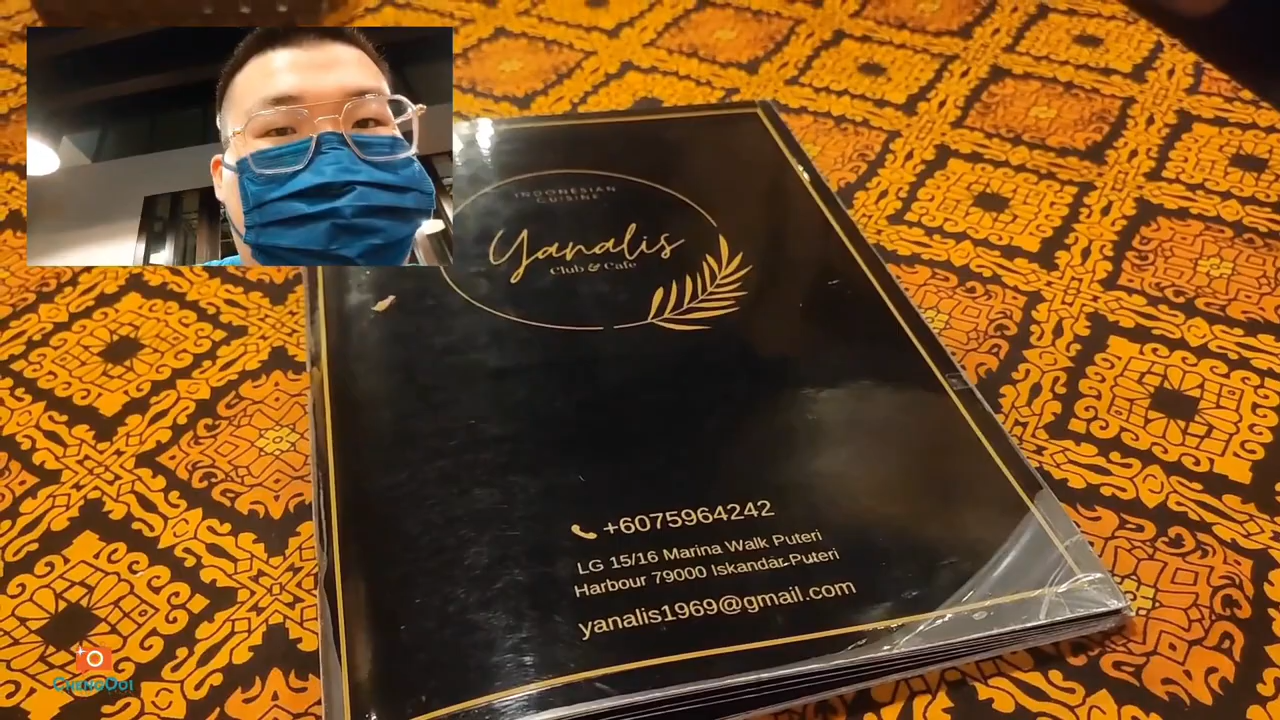 INDONESIAN
CUISINE
Yanalis
Club & Cafe
+6075964242
LG 15/16 Marina Walk Puteri
Harbour 79000 Iskandar Puteri
yanalis1969@gmail.com
CHENGDOI